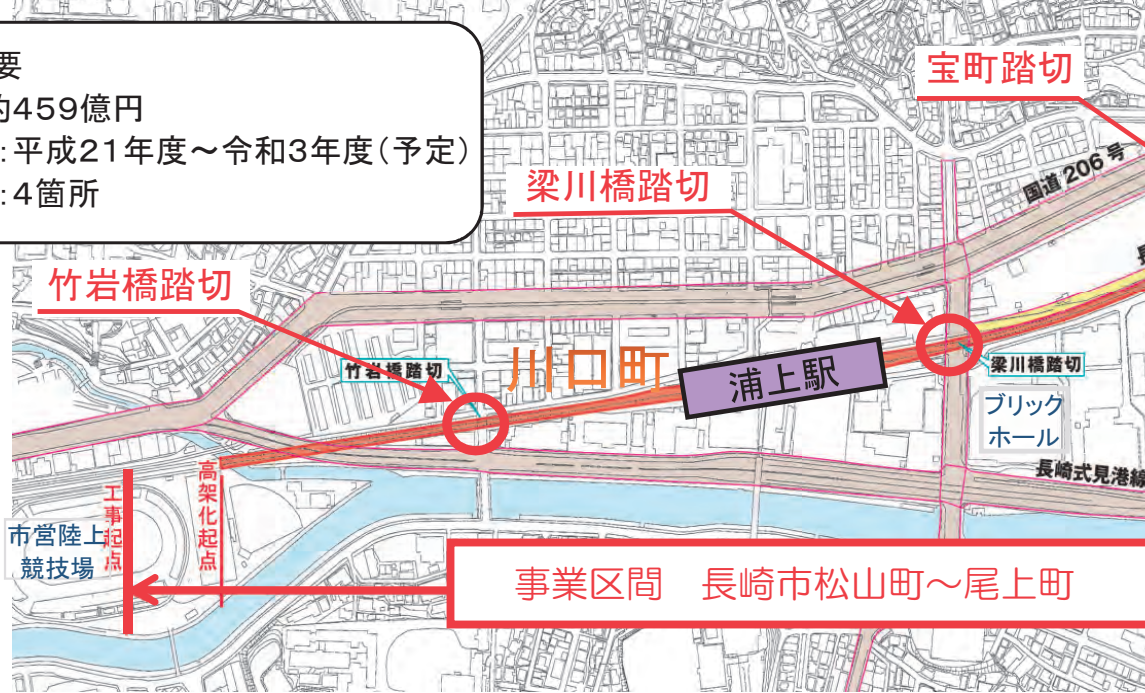 要
約459億円
:平成21年度～令和3年度(予定)
:4箇所
宝町踏切
国道206号
梁川橋踏切
竹岩橋踏切
竹岩橋踏切
川口町
浦上駅
梁川橋踏切
ブリック
ホール
長崎式見港線
高架化起点
工事起点
市営陸上
競技場
事業区間　長崎市松山町～尾上町